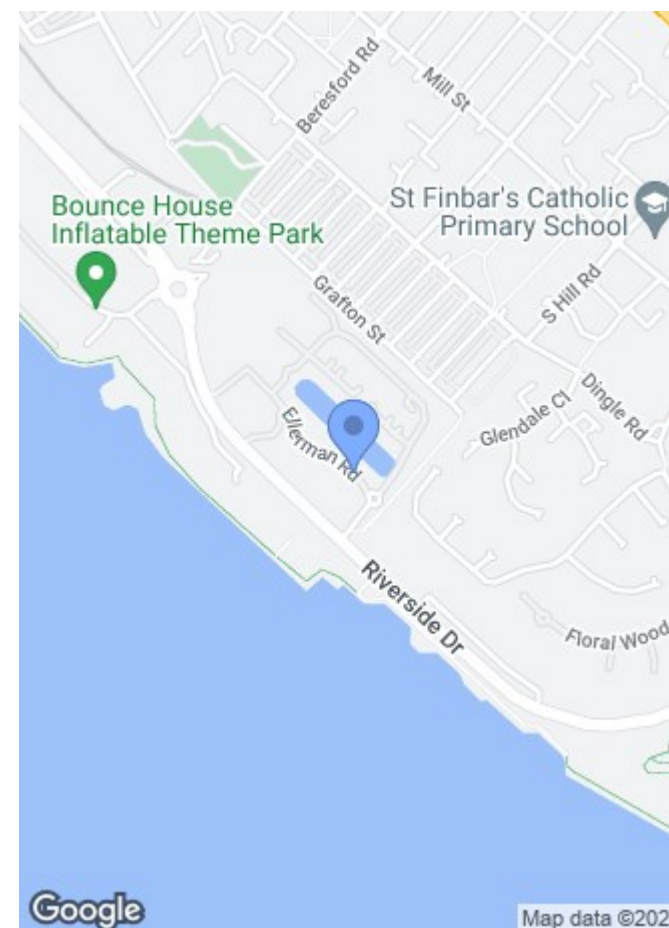 Beresford Rd
Mill St
St Finbar's Catholic
Primary School
Bounce House
Inflatable Theme Park
S Hill Rd
Grafton St
Dingle Rd
Glendale Cl
Ellerman Rd
Riverside Dr
Floral Wood
Google
Map data ©202